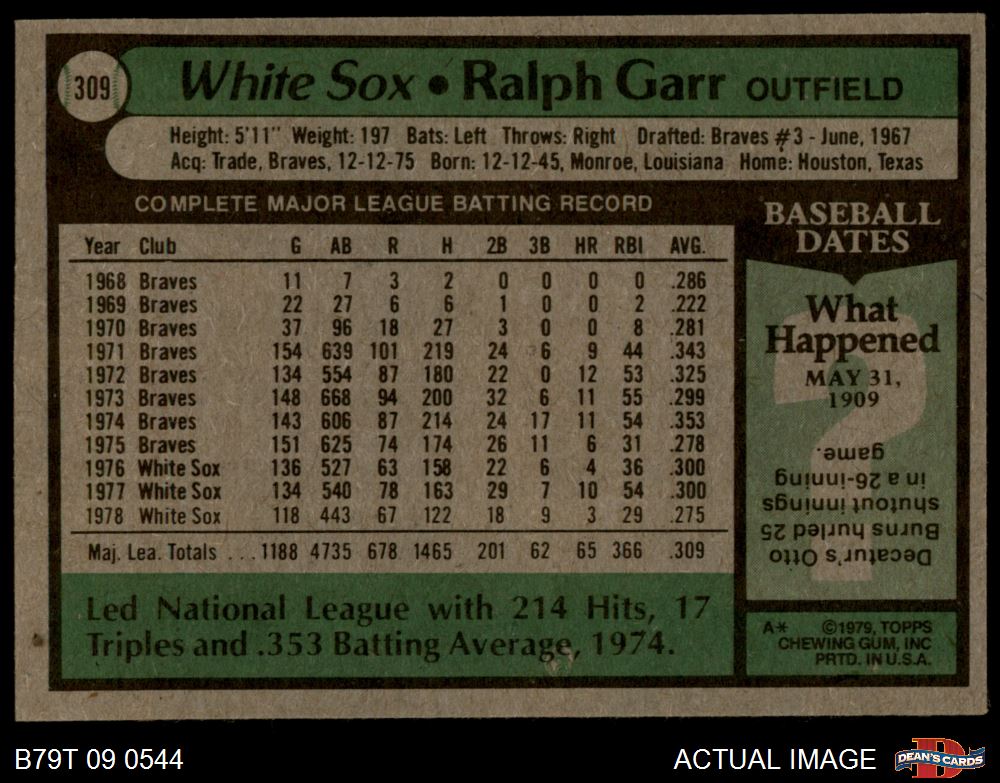 309 White Sox • Ralph Garr OUTFIELD
Height: 5'11" Weight: 197 Bats: Left Throws: Right Drafted: Braves #3 - June, 1967
Acq: Trade, Braves, 12-12-75 Born: 12-12-45, Monroe, Louisiana Home: Houston, Texas
COMPLETE MAJOR LEAGUE BATTING RECORD
Year Club G AB R H 2B 3B HR RBI AVG.
1968 Braves 11 7 3 2 0 0 0 0 .286
1969 Braves 22 27 6 6 1 0 0 2 .222
1970 Braves 37 96 18 27 3 0 0 8 .281
1971 Braves 154 639 101 219 24 6 9 44 .343
1972 Braves 134 554 87 180 22 0 12 53 .325
1973 Braves 148 668 94 200 32 6 11 55 .299
1974 Braves 143 606 87 214 24 17 11 54 .353
1975 Braves 151 625 74 174 26 11 6 31 .278
1976 White Sox 136 527 63 158 22 6 4 36 .300
1977 White Sox 134 540 78 163 29 7 10 54 .300
1978 White Sox 118 443 67 122 18 9 3 29 .275
Maj. Lea. Totals . . . 1188 4735 678 1465 201 62 65 366 .309
Led National League with 214 Hits, 17
Triples and .353 Batting Average, 1974.
BASEBALL
DATES
What
Happened
MAY 31,
1909
Decatur's Otto
Burns hurled 25
shutout innings
in a 26-inning
game.
A* ©1979, TOPPS
CHEWING GUM, INC
PRTD. IN U.S.A.
B79T 09 0544
ACTUAL IMAGE
D
DEAN'S CARDS